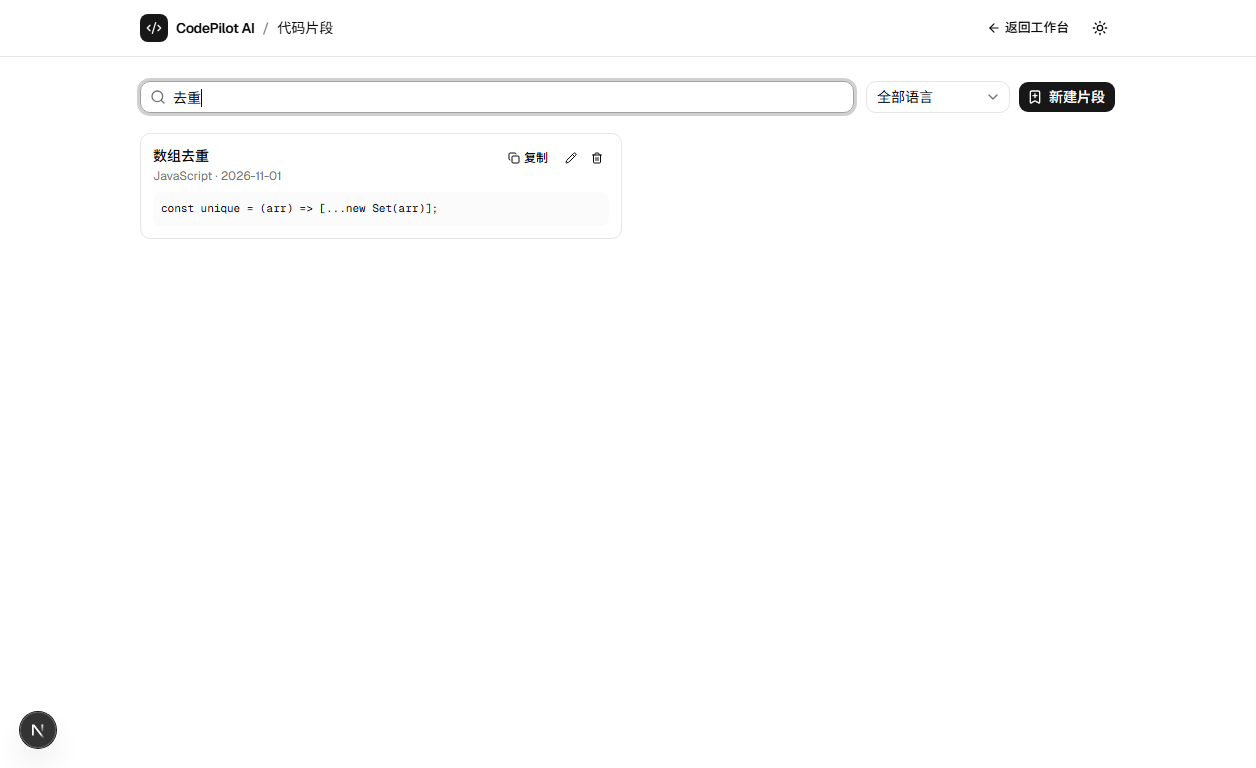 CodePilot AI / 代码片段
返回工作台
去重
全部语言
新建片段
数组去重
复制
JavaScript · 2026-11-01
const unique = (arr) => [...new Set(arr)];
N